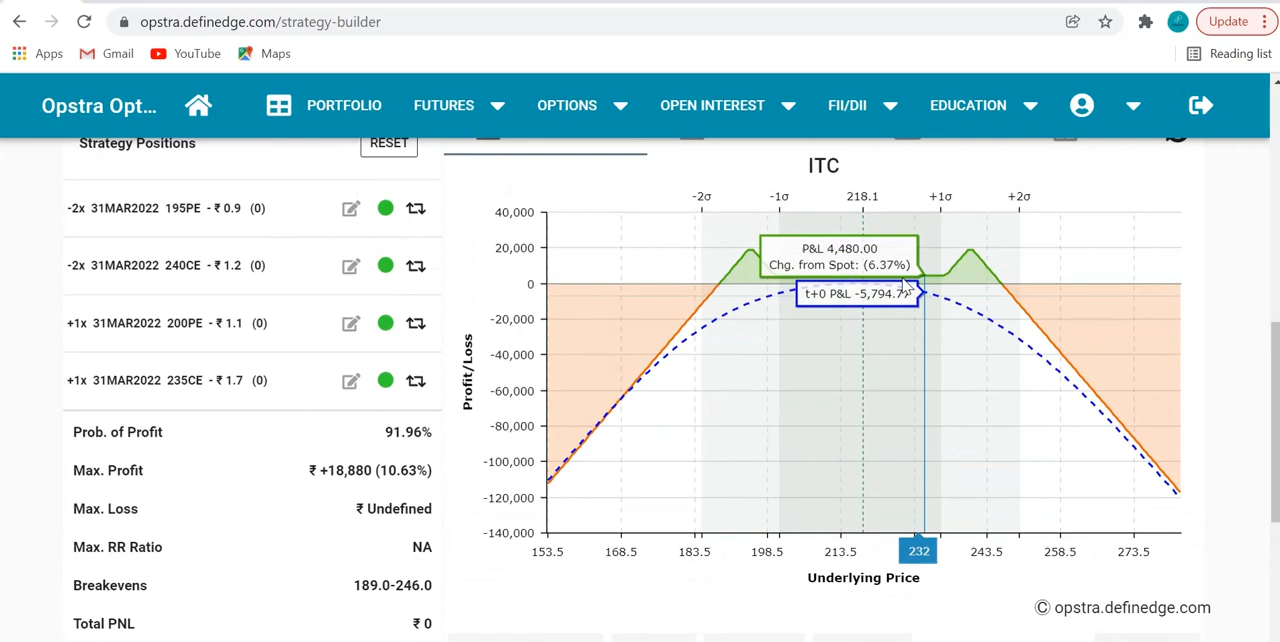 opstra.definedge.com/strategy-builder
Update
Apps
Gmail
YouTube
Maps
Reading list
Opstra Opt...
PORTFOLIO
FUTURES
OPTIONS
OPEN INTEREST
FII/DII
EDUCATION
Strategy Positions
RESET
-2x 31MAR2022 195PE - ₹ 0.9 (0)
-2x 31MAR2022 240CE - ₹ 1.2 (0)
+1x 31MAR2022 200PE - ₹ 1.1 (0)
+1x 31MAR2022 235CE - ₹ 1.7 (0)
Prob. of Profit 91.96%
Max. Profit ₹ +18,880 (10.63%)
Max. Loss ₹ Undefined
Max. RR Ratio NA
Breakevens 189.0-246.0
Total PNL ₹ 0
ITC
-2σ -1σ 218.1 +1σ +2σ
40,000
20,000
0
-20,000
-40,000
-60,000
-80,000
-100,000
-120,000
-140,000
Profit/Loss
P&L 4,480.00
Chg. from Spot: (6.37%)
t+0 P&L -5,794.7
153.5 168.5 183.5 198.5 213.5 232 243.5 258.5 273.5
Underlying Price
© opstra.definedge.com